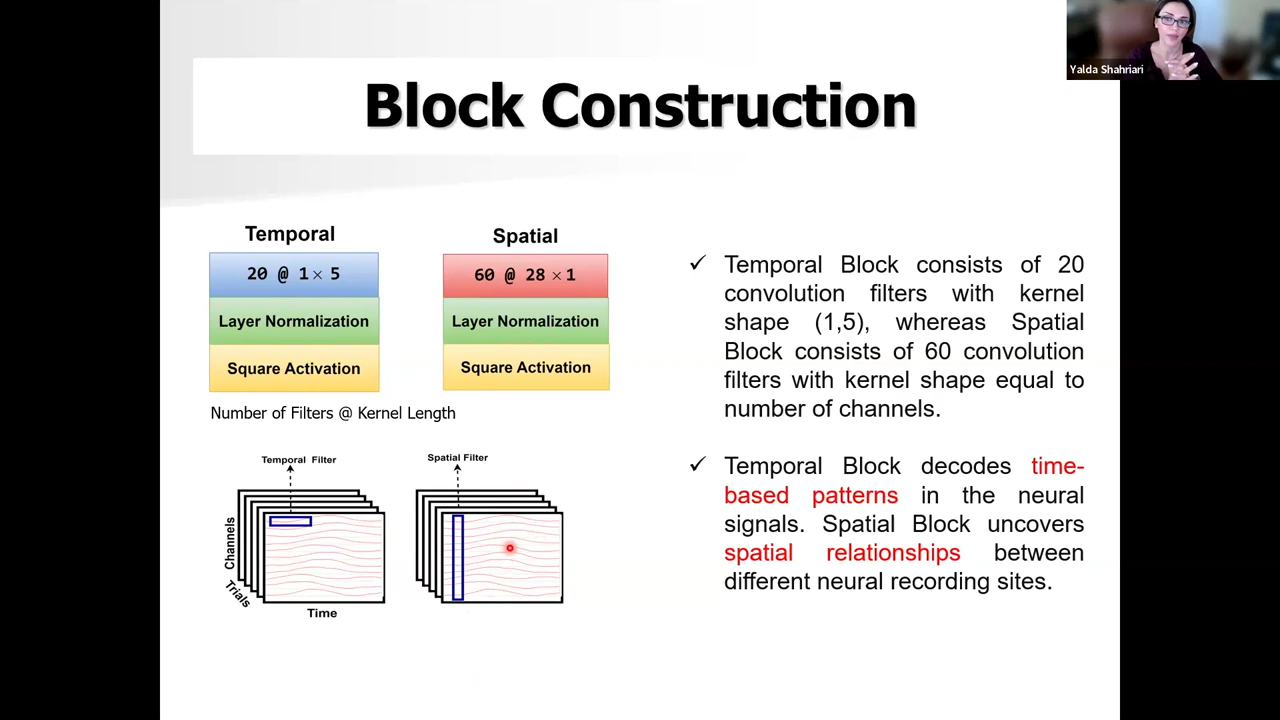 Yalda Shahriari
Block Construction
Temporal
20 @ 1 × 5
Layer Normalization
Square Activation
Spatial
60 @ 28 × 1
Layer Normalization
Square Activation
Number of Filters @ Kernel Length
Temporal Filter
Channels
Trials
Time
Spatial Filter
✓ Temporal Block consists of 20
convolution filters with kernel
shape (1,5), whereas Spatial
Block consists of 60 convolution
filters with kernel shape equal to
number of channels.
✓ Temporal Block decodes time-
based patterns in the neural
signals. Spatial Block uncovers
spatial relationships between
different neural recording sites.